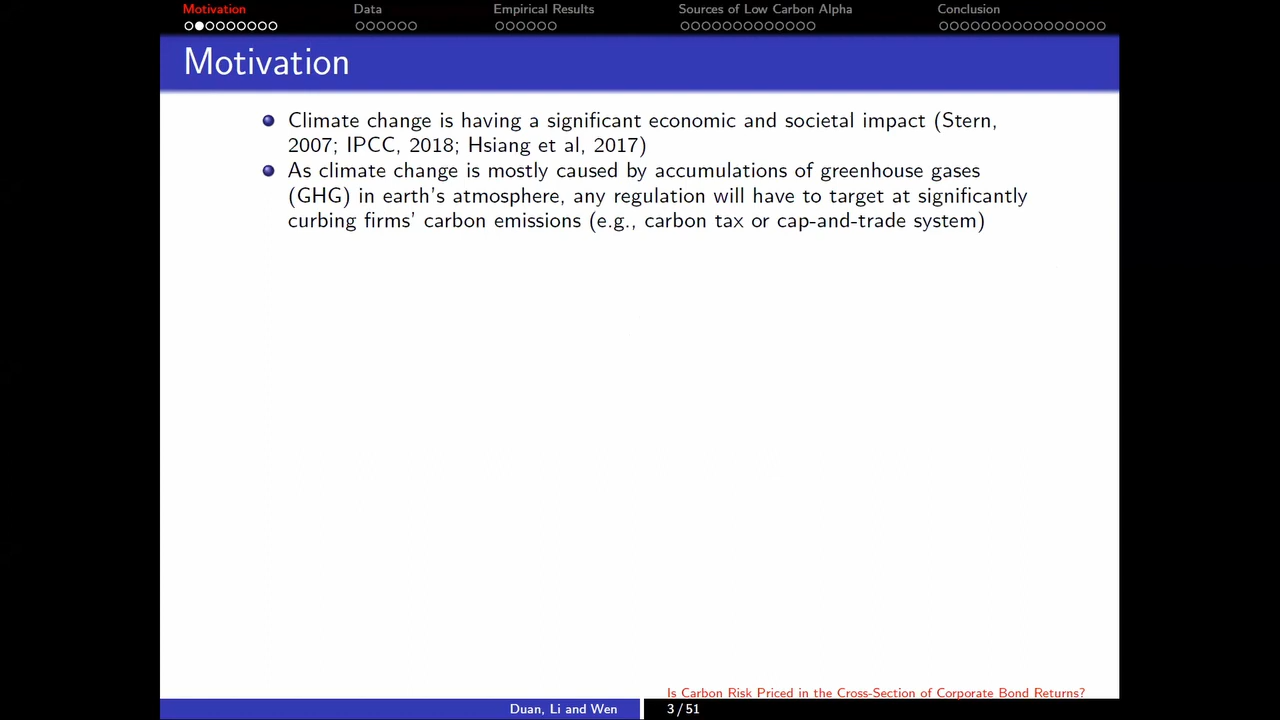 Motivation Data Empirical Results Sources of Low Carbon Alpha Conclusion
Motivation
Climate change is having a significant economic and societal impact (Stern,
2007; IPCC, 2018; Hsiang et al, 2017)
As climate change is mostly caused by accumulations of greenhouse gases
(GHG) in earth's atmosphere, any regulation will have to target at significantly
curbing firms' carbon emissions (e.g., carbon tax or cap-and-trade system)
Is Carbon Risk Priced in the Cross-Section of Corporate Bond Returns?
Duan, Li and Wen 3 / 51